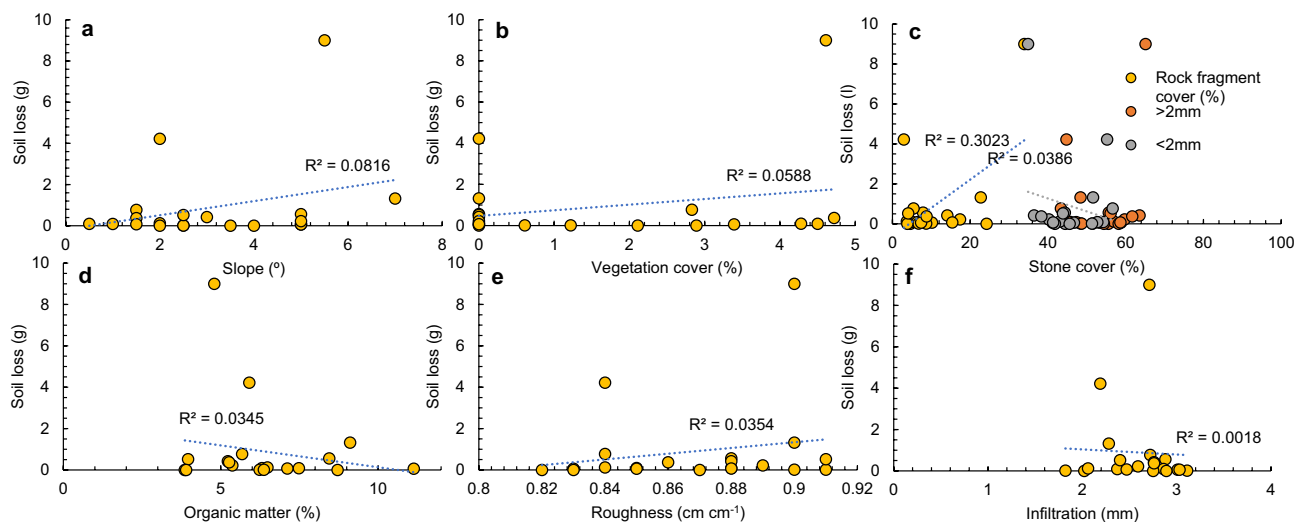 a
10
8
6
4
2
0
Soil loss (g)
R² = 0.0816
0 2 4 6 8
Slope (º)
b
10
8
6
4
2
0
Soil loss (g)
R² = 0.0588
0 1 2 3 4 5
Vegetation cover (%)
c
10
8
6
4
2
0
Soil loss (l)
Rock fragment
cover (%)
>2mm
<2mm
R² = 0.3023
R² = 0.0386
0 20 40 60 80 100
Stone cover (%)
d
10
8
6
4
2
0
Soil loss (g)
R² = 0.0345
0 5 10
Organic matter (%)
e
10
8
6
4
2
0
Soil loss (g)
R² = 0.0354
0.8 0.82 0.84 0.86 0.88 0.9 0.92
Roughness (cm cm⁻¹)
f
10
8
6
4
2
0
Soil loss (g)
R² = 0.0018
0 1 2 3 4
Infiltration (mm)